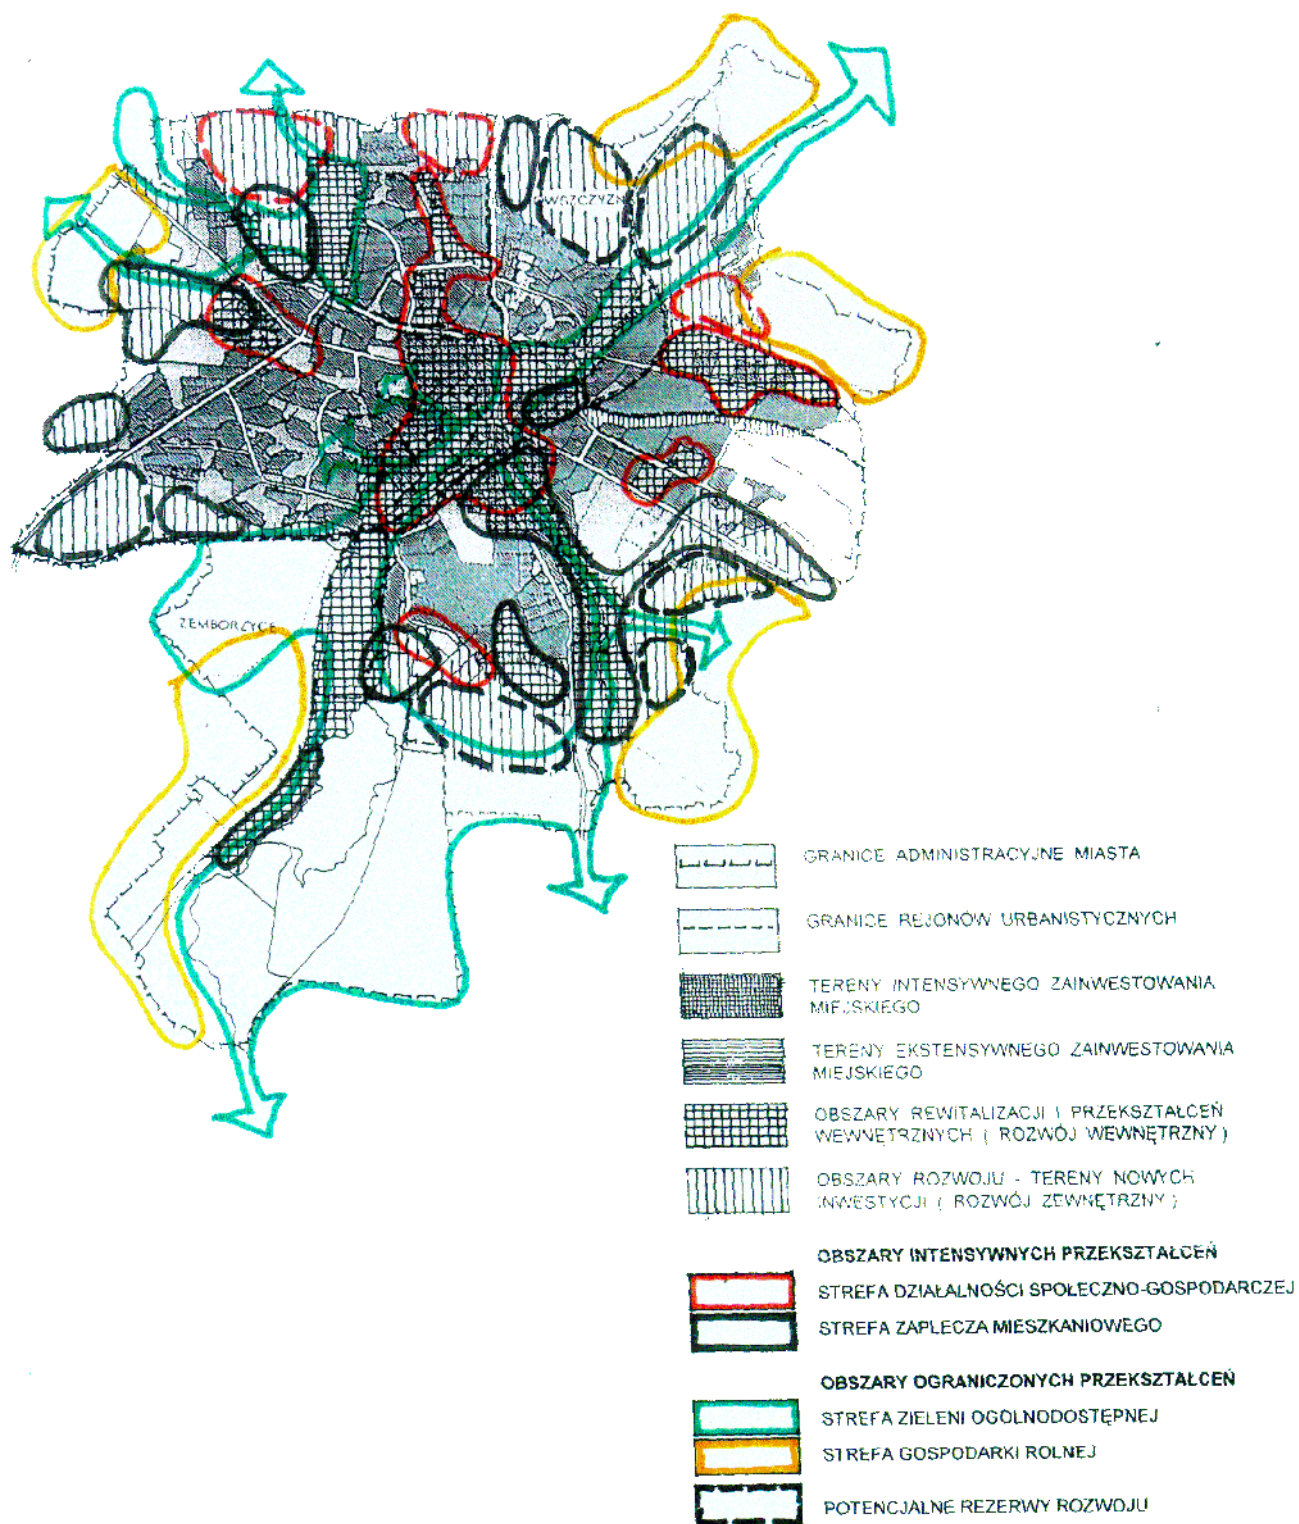 WSZCZYZN
ZEMBORZYCE
GRANICE ADMINISTRACYJNE MIASTA
GRANICE REJONÓW URBANISTYCZNYCH
TERENY INTENSYWNEGO ZAINWESTOWANIA
MIEJSKIEGO
TERENY EKSTENSYWNEGO ZAINWESTOWANIA
MIEJSKIEGO
OBSZARY REWITALIZACJI I PRZEKSZTAŁCEŃ
WEWNĘTRZNYCH ( ROZWÓJ WEWNĘTRZNY )
OBSZARY ROZWOJU - TERENY NOWYCH
INWESTYCJI ( ROZWÓJ ZEWNĘTRZNY )
OBSZARY INTENSYWNYCH PRZEKSZTAŁCEŃ
STREFA DZIAŁALNOŚCI SPOŁECZNO-GOSPODARCZEJ
STREFA ZAPLECZA MIESZKANIOWEGO
OBSZARY OGRANICZONYCH PRZEKSZTAŁCEŃ
STREFA ZIELENI OGÓLNODOSTĘPNEJ
STREFA GOSPODARKI ROLNEJ
POTENCJALNE REZERWY ROZWOJU